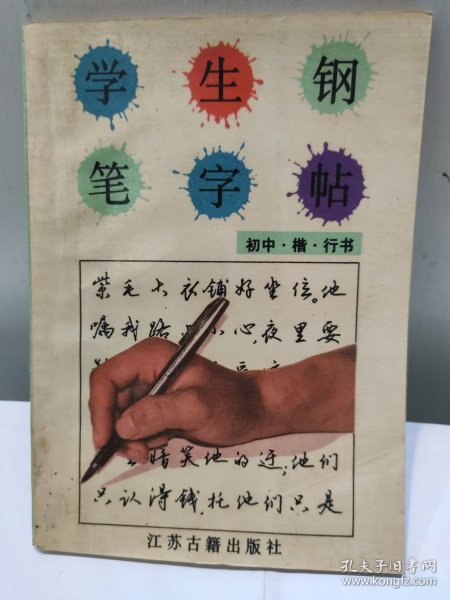 学生钢
笔字帖
初中·楷·行书
紫毛大衣铺好坐位。他
嘱我路上小心,夜里要
暗笑他的迂;他们
只认得钱,托他们只是
江苏古籍出版社
孔夫子旧书网
www.kongfz.com